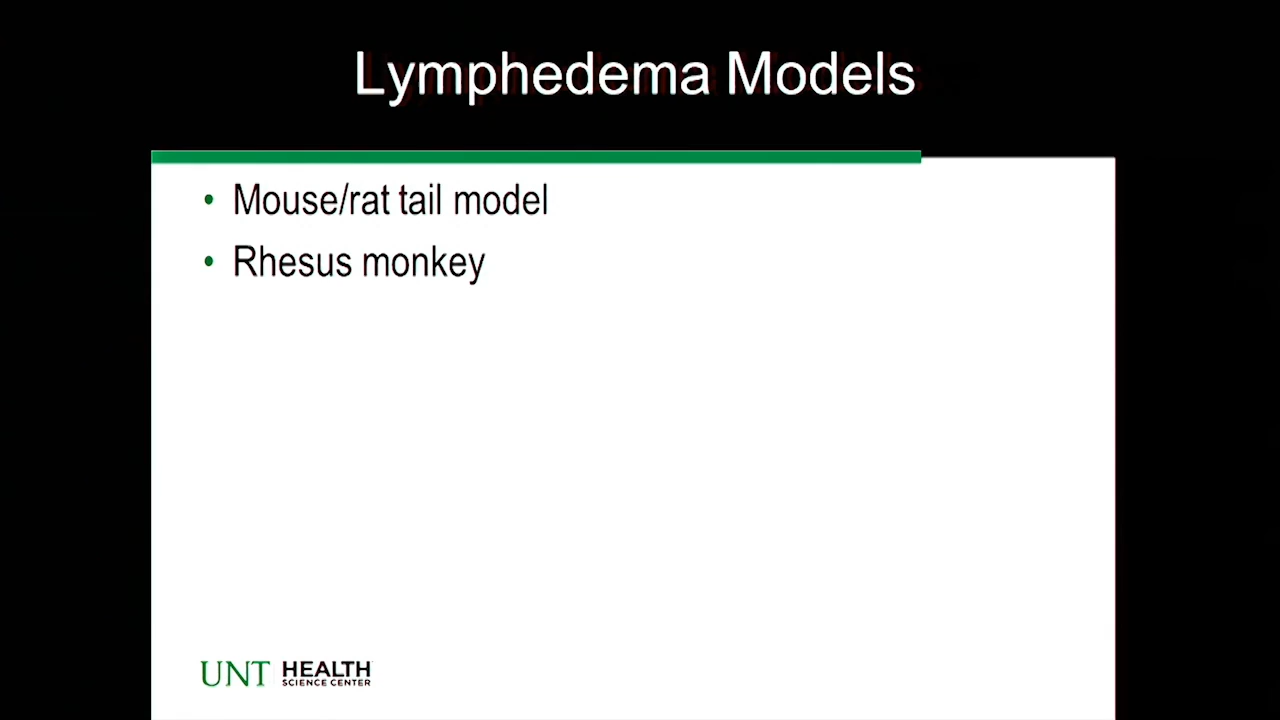 Lymphedema Models
• Mouse/rat tail model
• Rhesus monkey
UNT HEALTH
SCIENCE CENTER